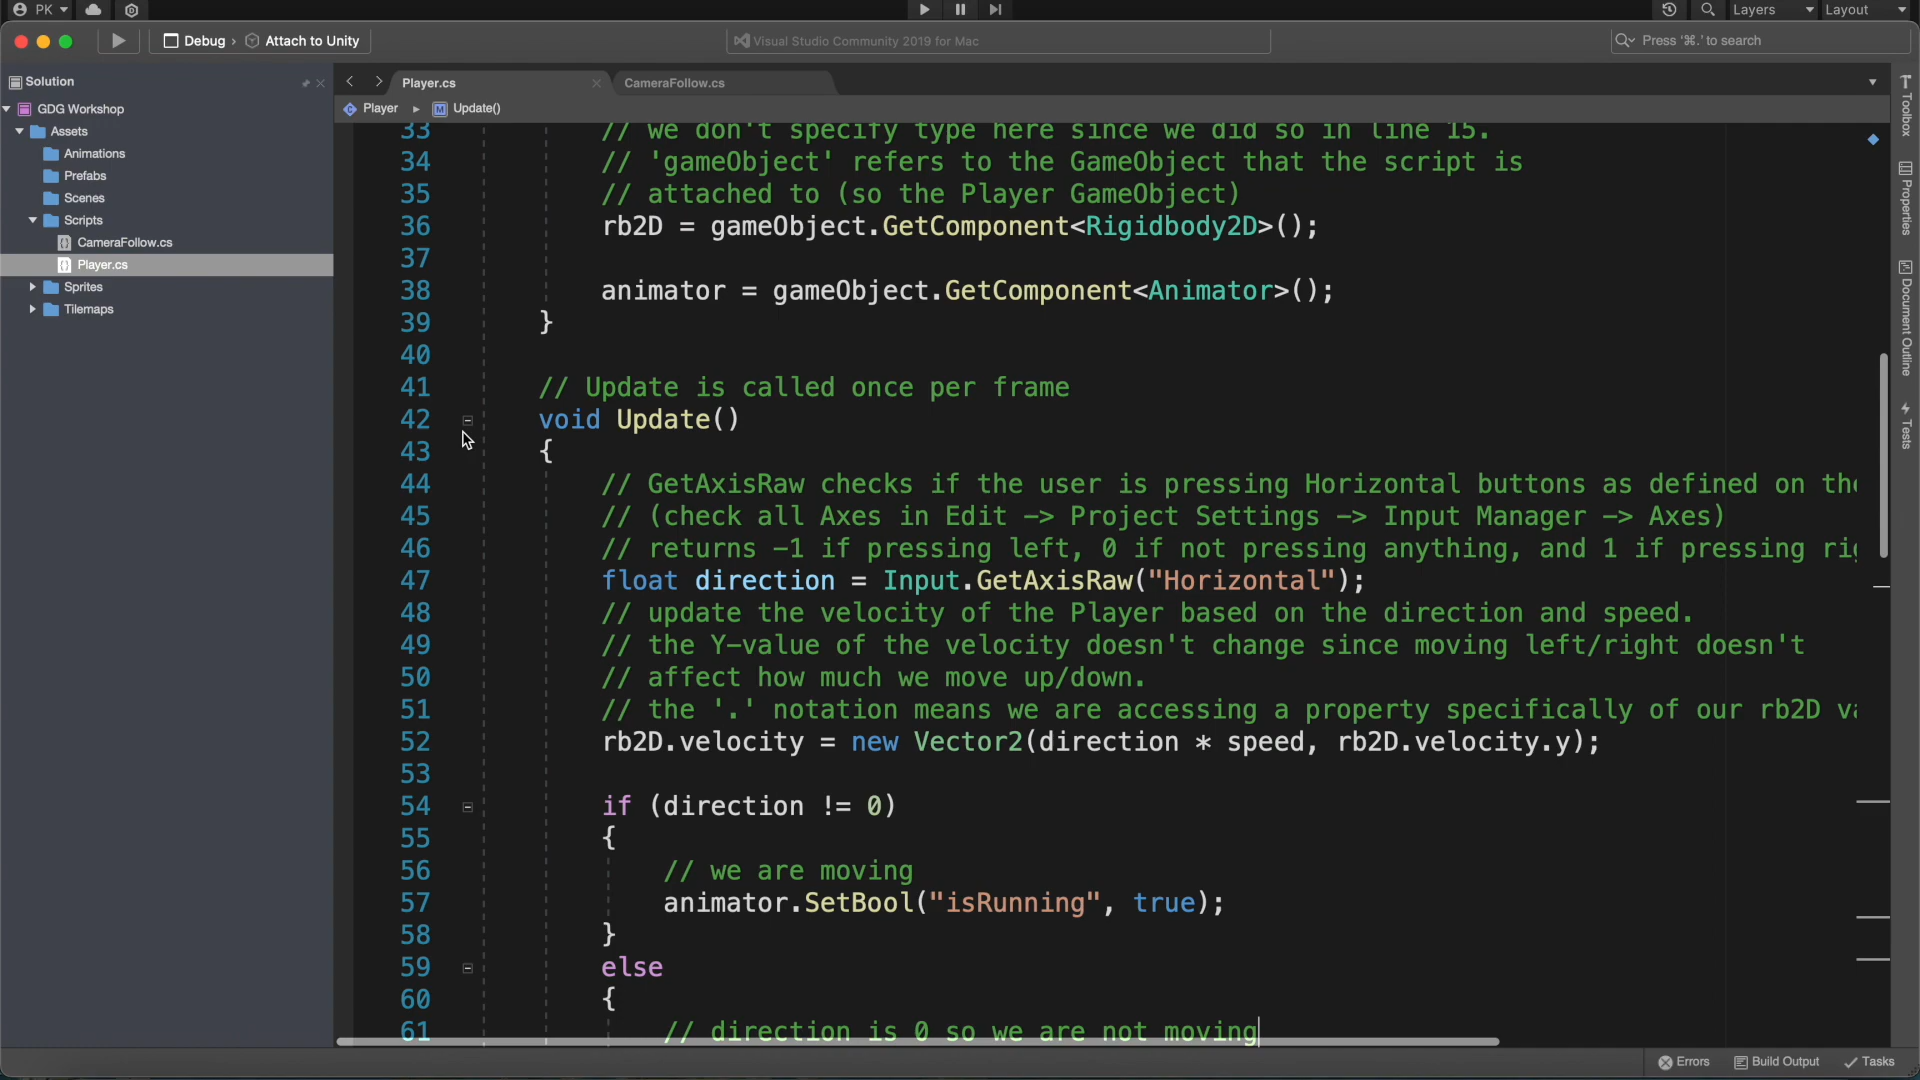 PK
Layers
Layout
Debug › Attach to Unity
Visual Studio Community 2019 for Mac
Press '⌘.' to search
Solution
GDG Workshop
Assets
Animations
Prefabs
Scenes
Scripts
CameraFollow.cs
Player.cs
Sprites
Tilemaps
Player.cs
CameraFollow.cs
Player
M Update()
33 // we don't specify type here since we did so in line 15.
34 // 'gameObject' refers to the GameObject that the script is
35 // attached to (so the Player GameObject)
36 rb2D = gameObject.GetComponent<Rigidbody2D>();
37
38 animator = gameObject.GetComponent<Animator>();
39 }
40
41 // Update is called once per frame
42 void Update()
43 {
44 // GetAxisRaw checks if the user is pressing Horizontal buttons as defined on the
45 // (check all Axes in Edit -> Project Settings -> Input Manager -> Axes)
46 // returns -1 if pressing left, 0 if not pressing anything, and 1 if pressing
47 float direction = Input.GetAxisRaw("Horizontal");
48 // update the velocity of the Player based on the direction and speed.
49 // the Y-value of the velocity doesn't change since moving left/right doesn't
50 // affect how much we move up/down.
51 // the '.' notation means we are accessing a property specifically of our rb2D
52 rb2D.velocity = new Vector2(direction * speed, rb2D.velocity.y);
53
54 if (direction != 0)
55 {
56 // we are moving
57 animator.SetBool("isRunning", true);
58 }
59 else
60 {
61 // direction is 0 so we are not moving
Toolbox
Properties
Document Outline
Tests
Errors
Build Output
Tasks